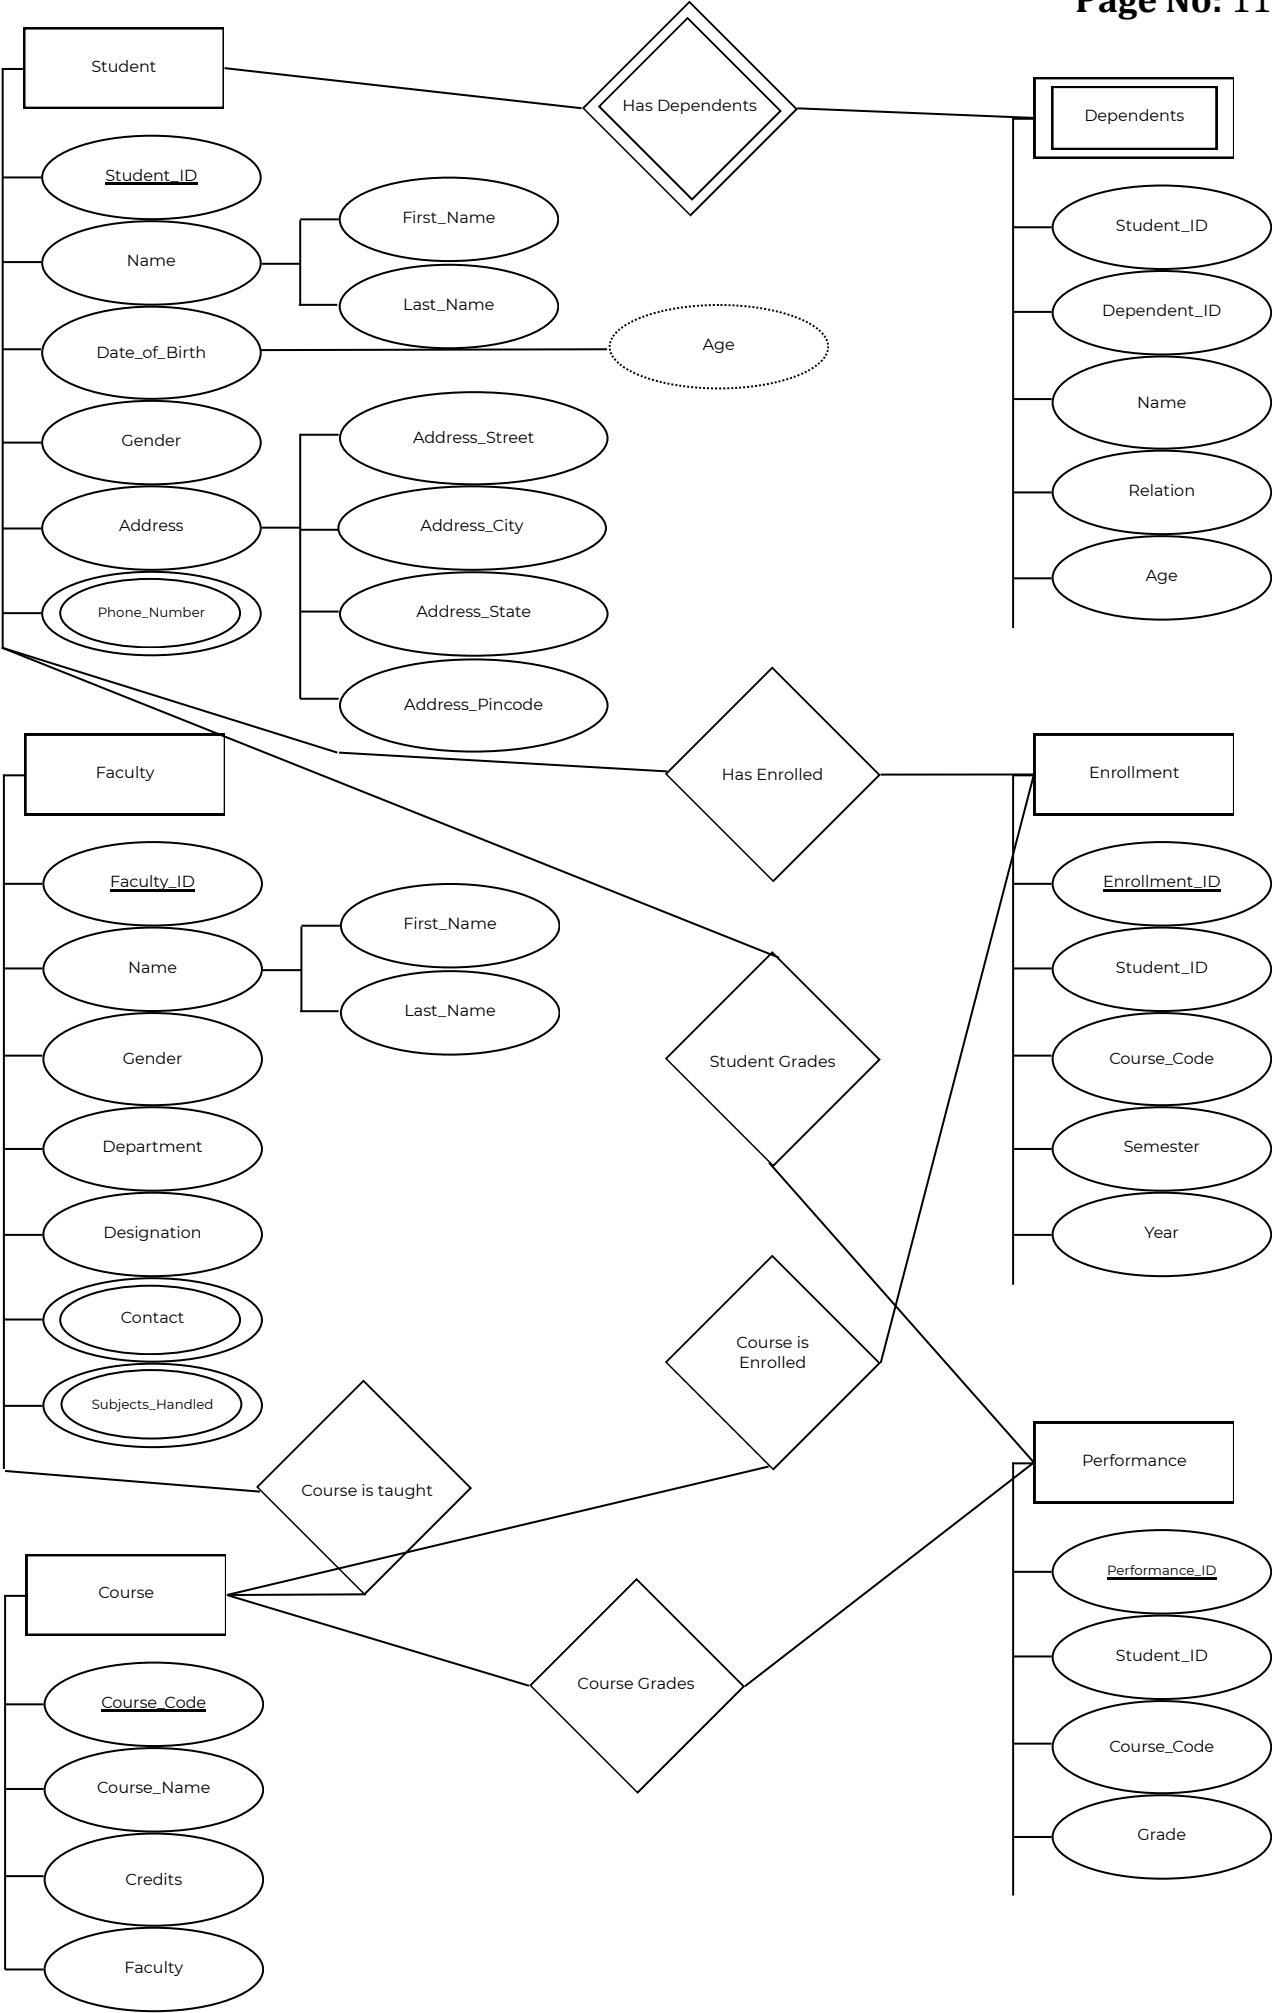 Page No: 11
Student
Has Dependents
Dependents
Student_ID
Name
First_Name
Last_Name
Date_of_Birth
Age
Gender
Address
Address_Street
Address_City
Address_State
Address_Pincode
Phone_Number
Student_ID
Dependent_ID
Name
Relation
Age
Has Enrolled
Faculty
Faculty_ID
Name
First_Name
Last_Name
Gender
Department
Designation
Contact
Subjects_Handled
Enrollment
Enrollment_ID
Student_ID
Course_Code
Semester
Year
Student Grades
Course is
Enrolled
Course is taught
Performance
Performance_ID
Student_ID
Course_Code
Grade
Course
Course_Code
Course_Name
Credits
Faculty
Course Grades